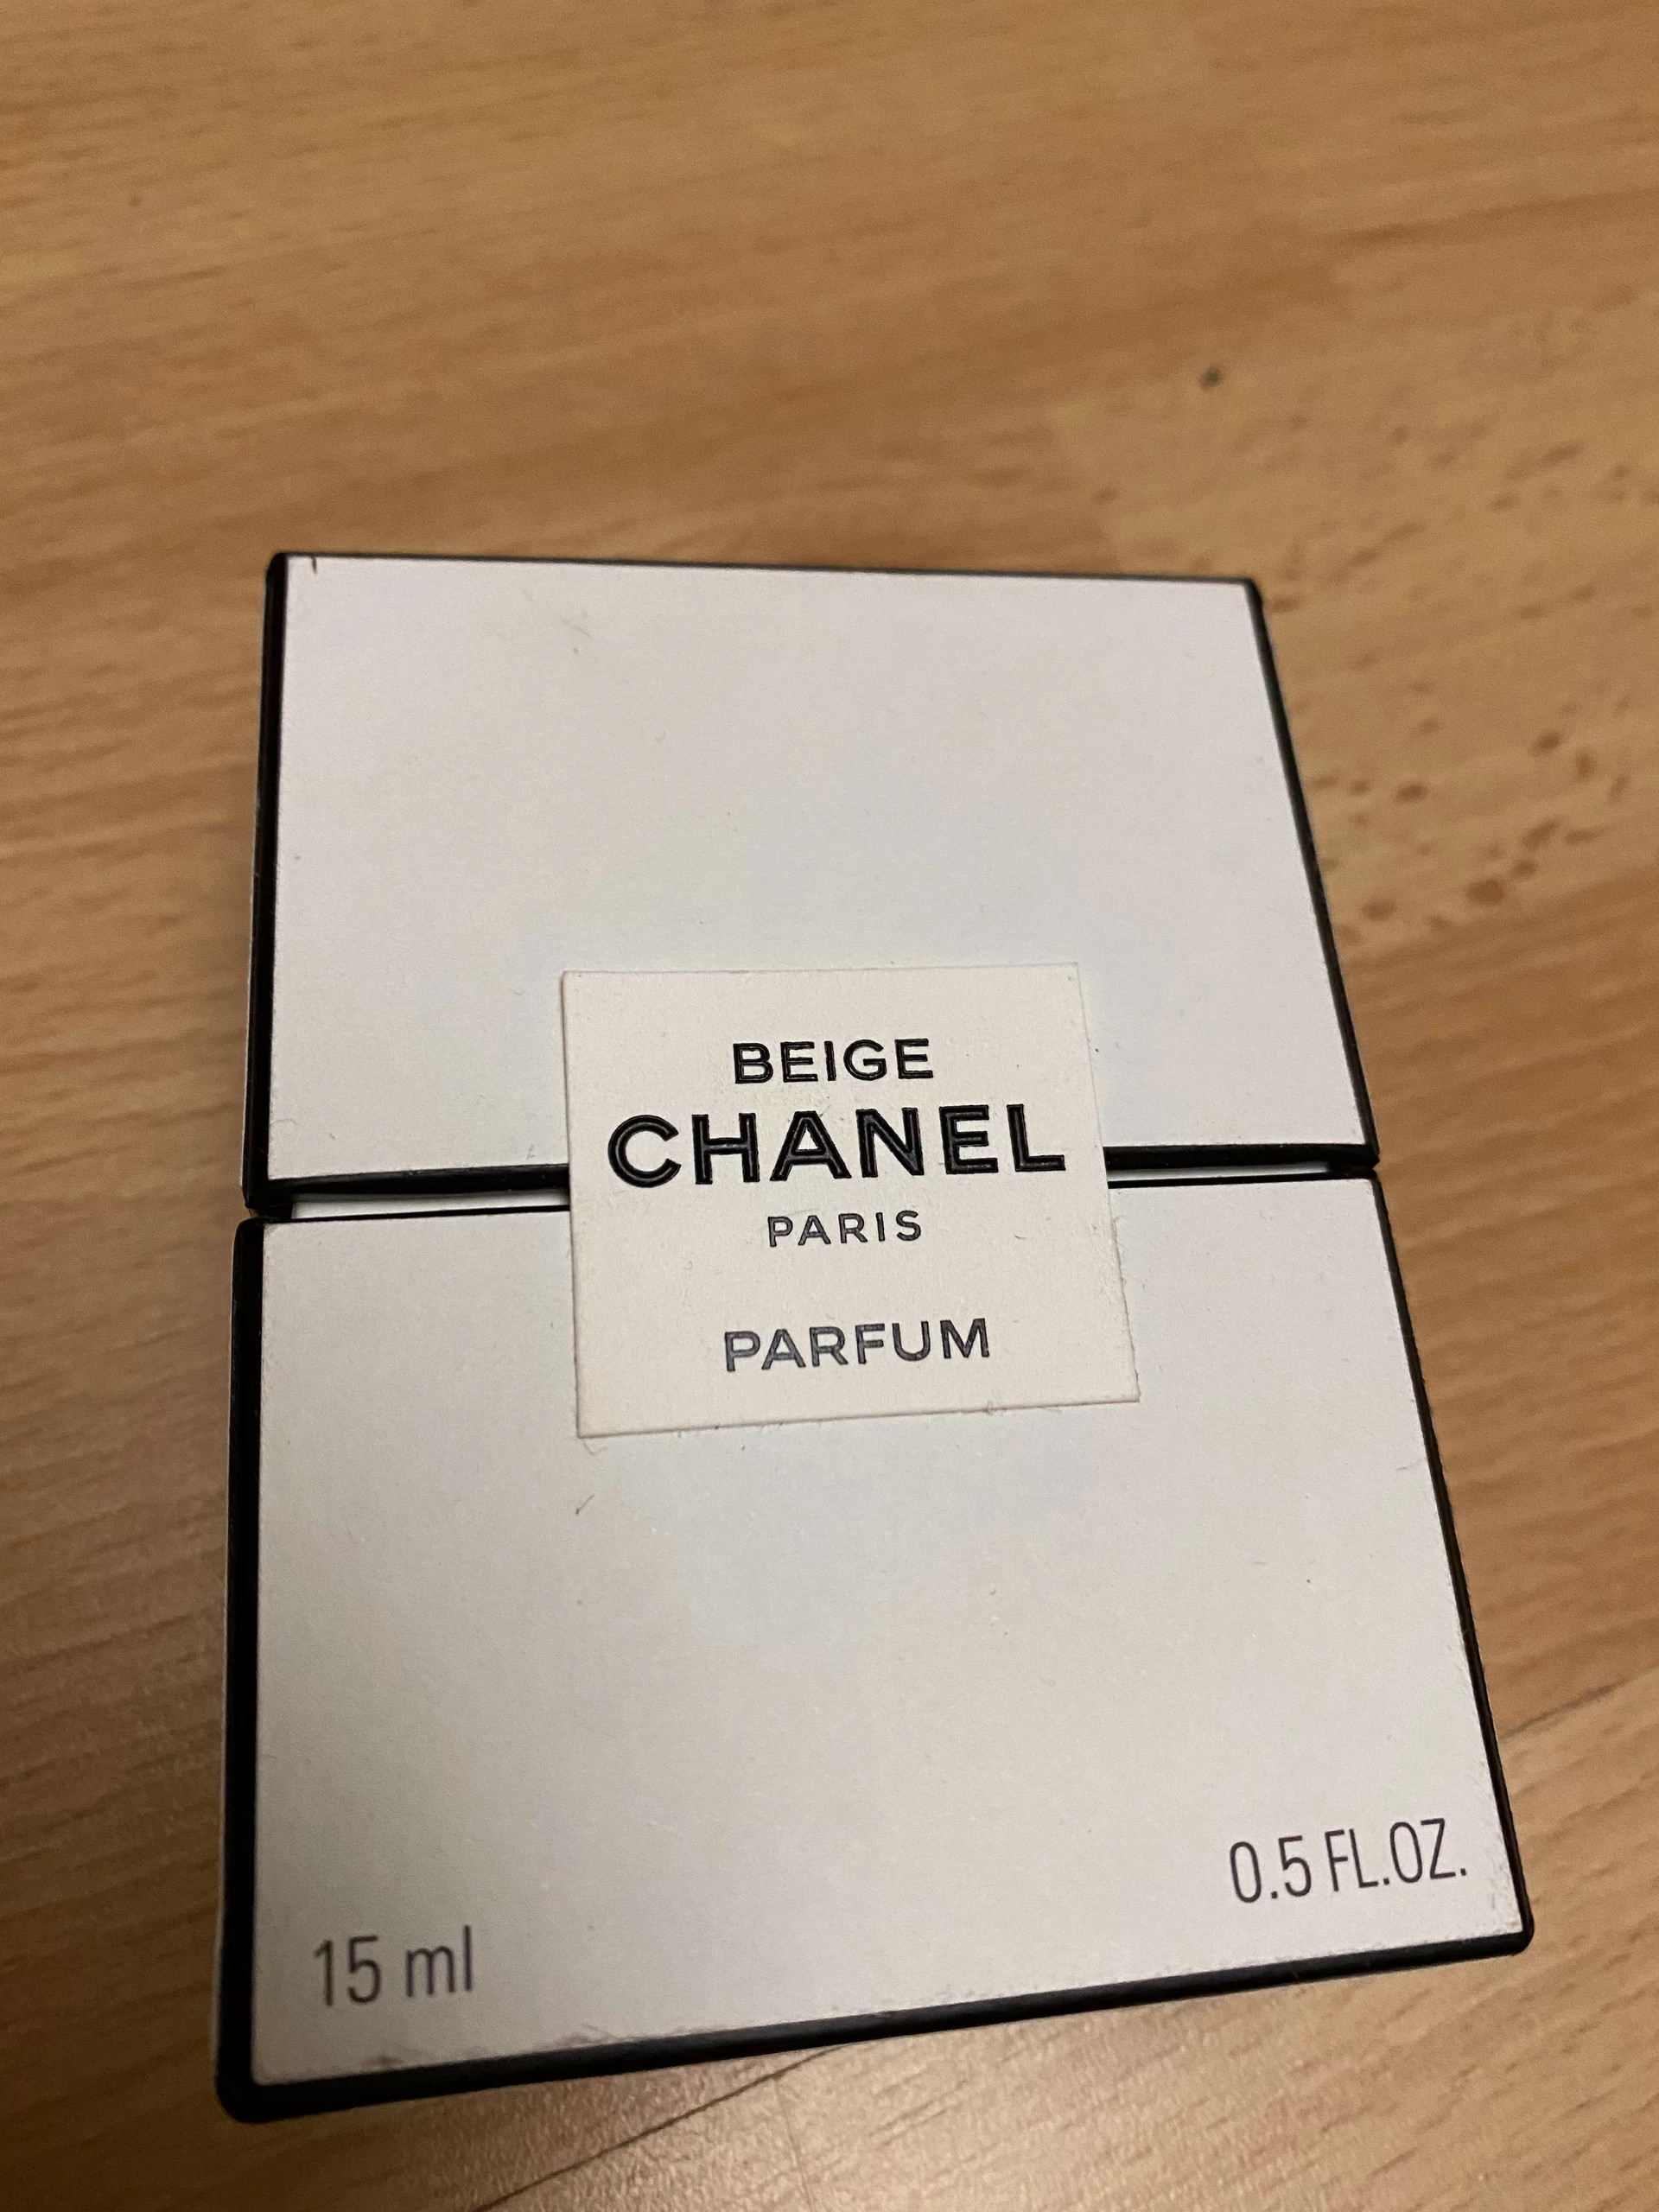 BEIGE
CHANEL
PARIS
PARFUM
15 ml
0.5 FL.OZ.